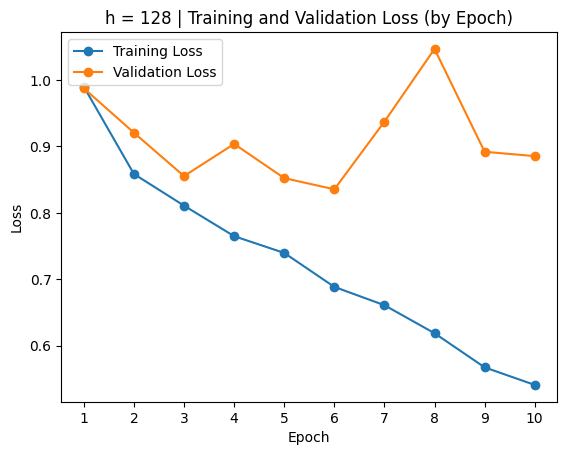 h = 128 | Training and Validation Loss (by Epoch)
Training Loss
Validation Loss
1.0
0.9
0.8
0.7
0.6
Loss
1 2 3 4 5 6 7 8 9 10
Epoch